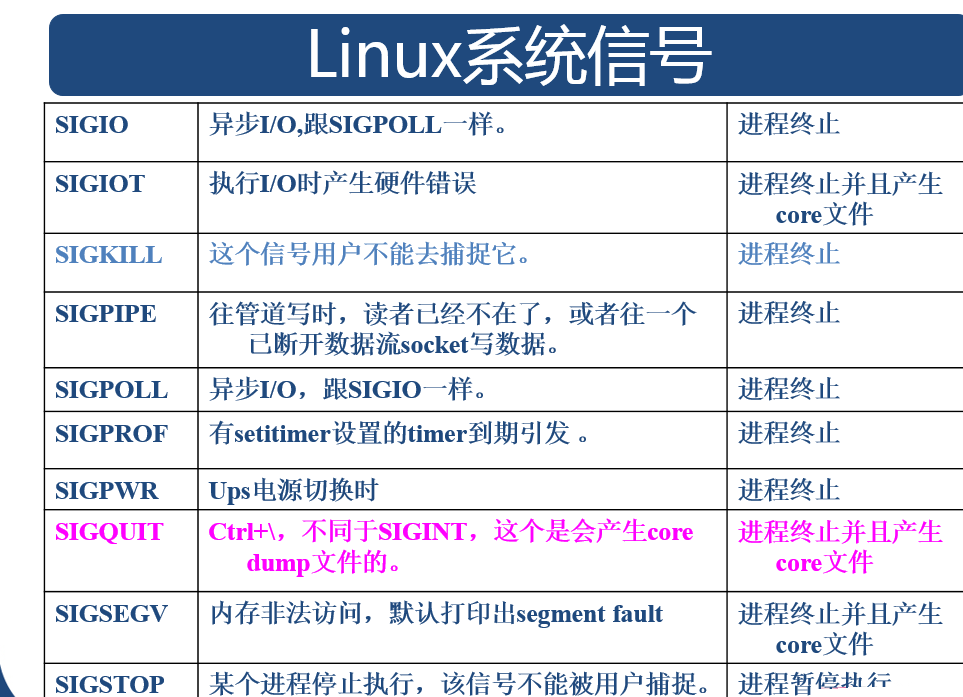 Linux系统信号
SIGIO 异步I/O,跟SIGPOLL一样。 进程终止
SIGIOT 执行I/O时产生硬件错误 进程终止并且产生
core文件
SIGKILL 这个信号用户不能去捕捉它。 进程终止
SIGPIPE 往管道写时，读者已经不在了，或者往一个 进程终止
已断开数据流socket写数据。
SIGPOLL 异步I/O，跟SIGIO一样。 进程终止
SIGPROF 有setitimer设置的timer到期引发 。 进程终止
SIGPWR Ups电源切换时 进程终止
SIGQUIT Ctrl+\，不同于SIGINT，这个是会产生core 进程终止并且产生
dump文件的。 core文件
SIGSEGV 内存非法访问，默认打印出segment fault 进程终止并且产生
core文件
SIGSTOP 某个进程停止执行，该信号不能被用户捕捉。 进程暂停执行